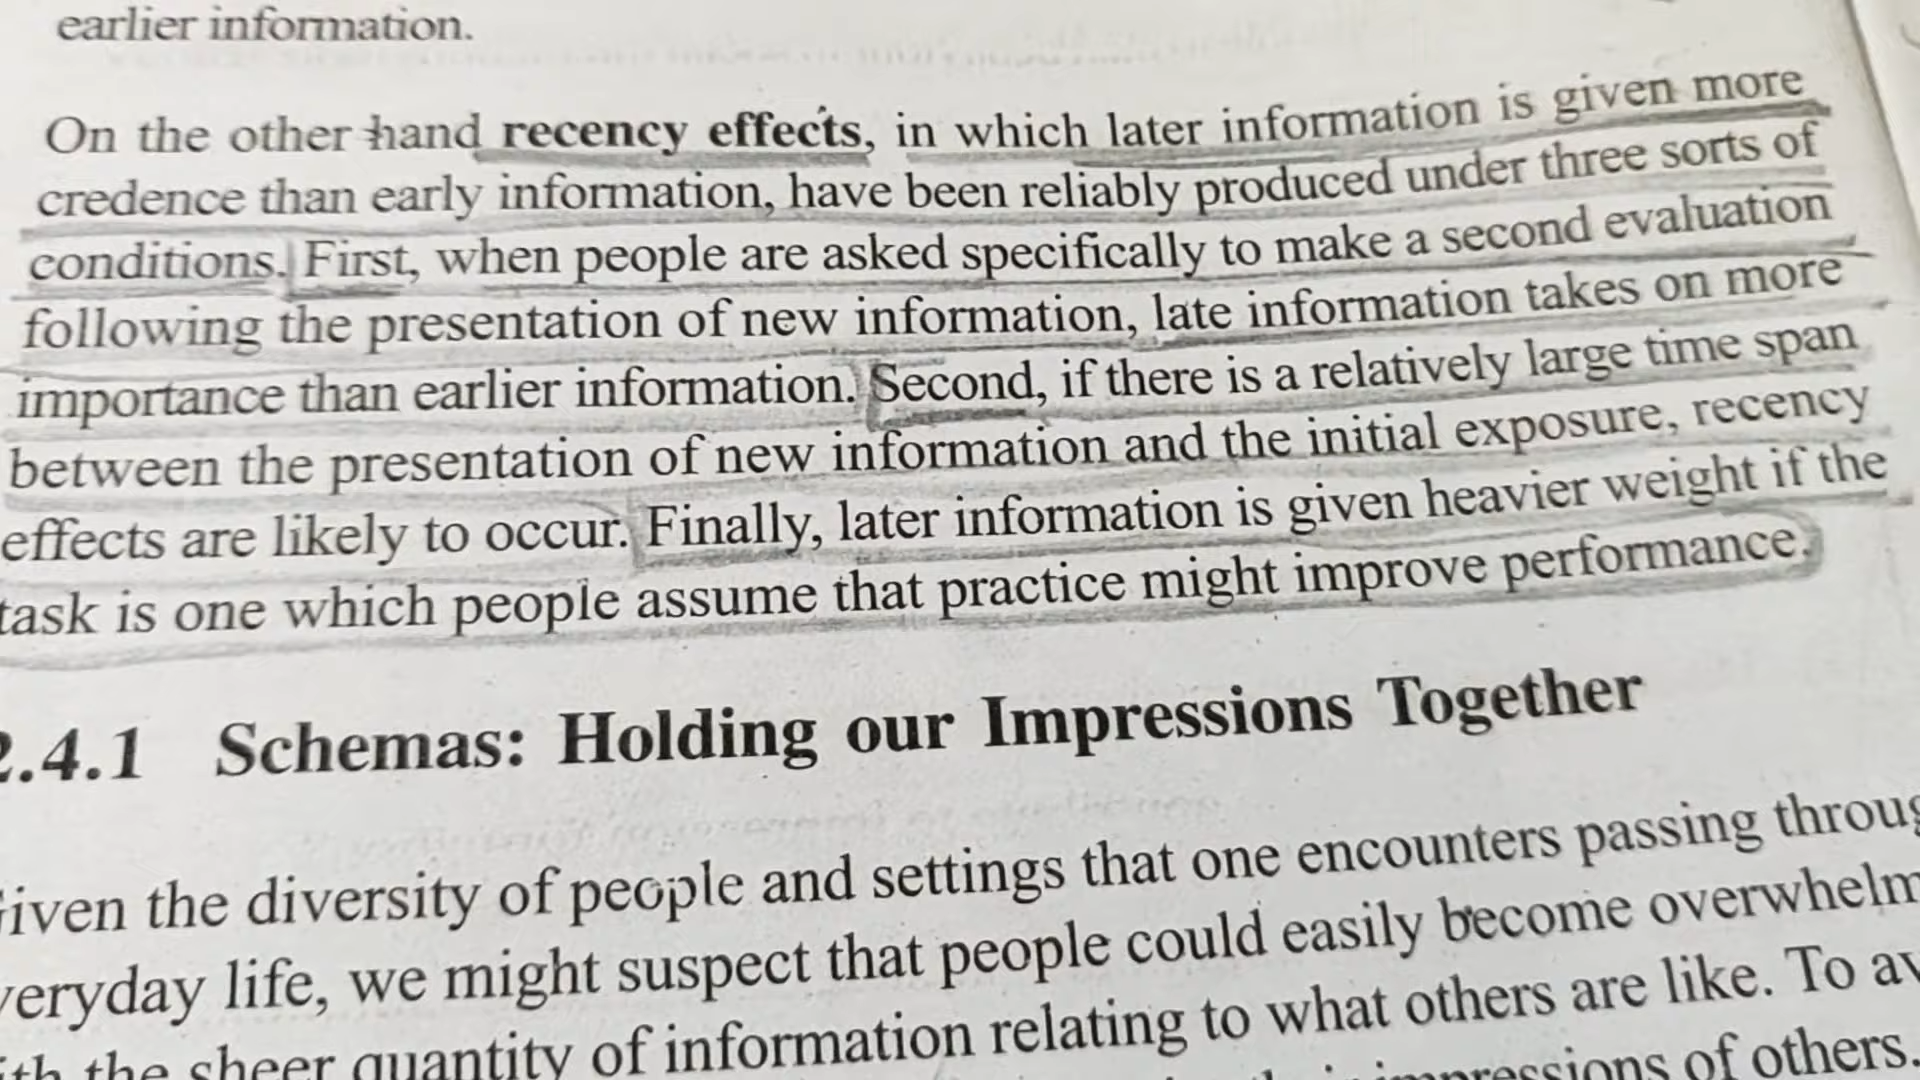 earlier information.
On the other hand recency effects, in which later information is given more
credence than early information, have been reliably produced under three sorts of
conditions. First, when people are asked specifically to make a second evaluation
following the presentation of new information, late information takes on more
importance than earlier information. Second, if there is a relatively large time span
between the presentation of new information and the initial exposure, recency
effects are likely to occur. Finally, later information is given heavier weight if the
task is one which people assume that practice might improve performance.
2.4.1 Schemas: Holding our Impressions Together
iven the diversity of people and settings that one encounters passing throug
veryday life, we might suspect that people could easily become overwhelm
ith the sheer quantity of information relating to what others are like. To av
impressions of others.